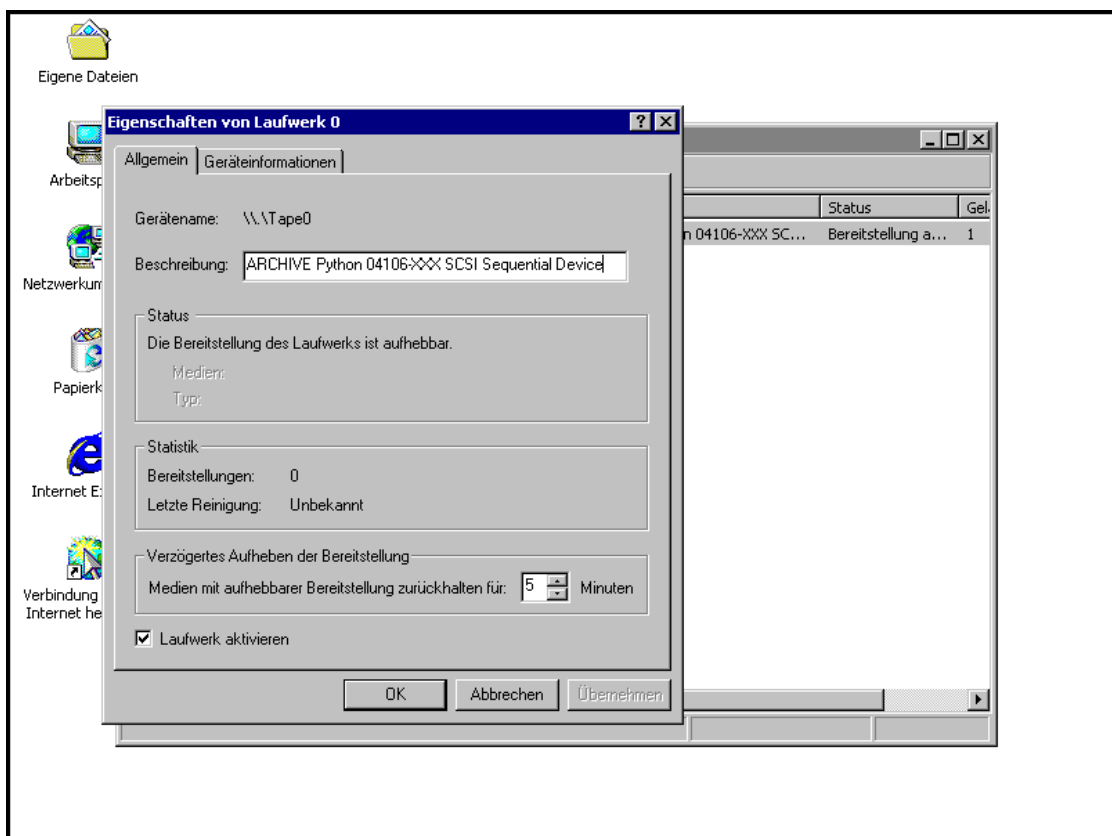 Eigene Dateien
Arbeitsp
Netzwerkum
Papierk
Internet E
Verbindung
Internet he
Eigenschaften von Laufwerk 0
Allgemein
Geräteinformationen
Gerätename: \\.\Tape0
Beschreibung: ARCHIVE Python 04106-XXX SCSI Sequential Device
Status
Die Bereitstellung des Laufwerks ist aufhebbar.
Medien:
Typ:
Statistik
Bereitstellungen: 0
Letzte Reinigung: Unbekannt
Verzögertes Aufheben der Bereitstellung
Medien mit aufhebbarer Bereitstellung zurückhalten für: 5 Minuten
Laufwerk aktivieren
OK
Abbrechen
Übernehmen
Status
Gel
n 04106-XXX SC... Bereitstellung a... 1